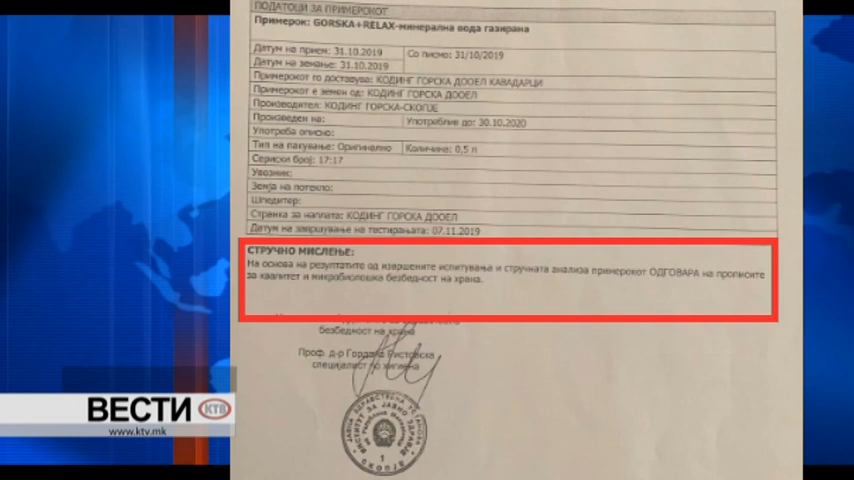 ПОДАТОЦИ ЗА ПРИМЕРОКОТ
Примерок: GORSKA+RELAX-минерална вода газирана
Датум на прием: 31.10.2019
Со писмо: 31/10/2019
Датум на земање: 31.10.2019
Примерокот го доставува: КОДИНГ ГОРСКА ДООЕЛ КАВАДАРЦИ
Примерокот е земен од: КОДИНГ ГОРСКА ДООЕЛ
Производител: КОДИНГ ГОРСКА-СКОПЈЕ
Произведен на:
Употребливо до: 30.10.2020
Употреба описно:
Тип на пакување: Оригинално
Количина: 0,5 л
Сериски број: 17:17
Увозник:
Земја на потекло:
Шпедитер:
Странка за наплата: КОДИНГ ГОРСКА ДООЕЛ
Датум на завршување на тестирањата: 07.11.2019
СТРУЧНО МИСЛЕЊЕ:
На основа на резултатите од извршените испитувања и стручната анализа примерокот ОДГОВАРА на прописите
за квалитет и микробиолошка безбедност на храна.
безбедност на храна
Проф. д-р Гордана Ристовска
специјалист по хигиена
ВЕСТИ
КТВ
www.ktv.mk